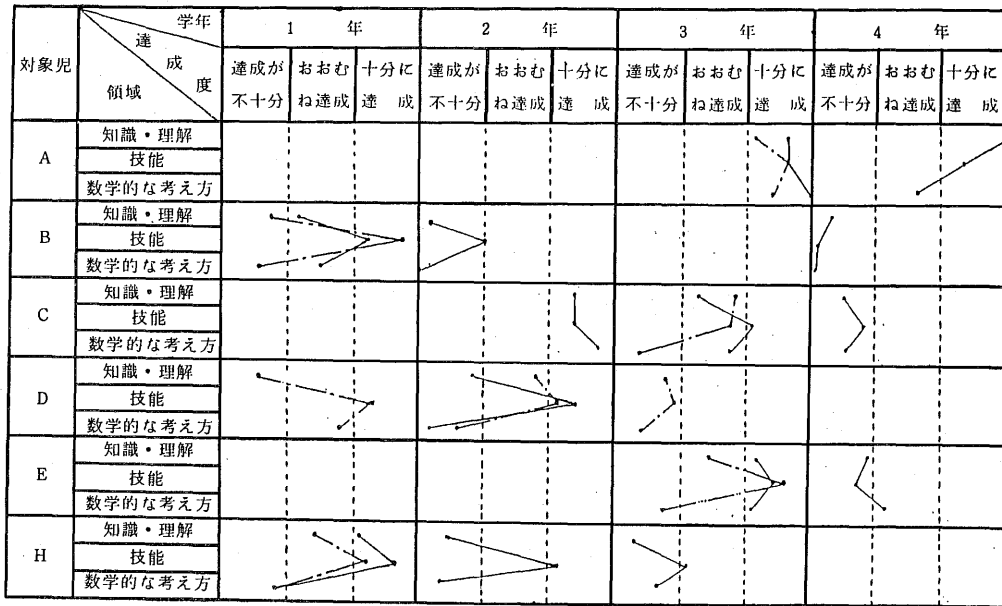 学年
達成度
領域
対象児
1 年
2 年
3 年
4 年
達成が不十分
おおむね達成
十分に達成
達成が不十分
おおむね達成
十分に達成
達成が不十分
おおむね達成
十分に達成
達成が不十分
おおむね達成
十分に達成
A
知識・理解
技能
数学的な考え方
B
知識・理解
技能
数学的な考え方
C
知識・理解
技能
数学的な考え方
D
知識・理解
技能
数学的な考え方
E
知識・理解
技能
数学的な考え方
H
知識・理解
技能
数学的な考え方